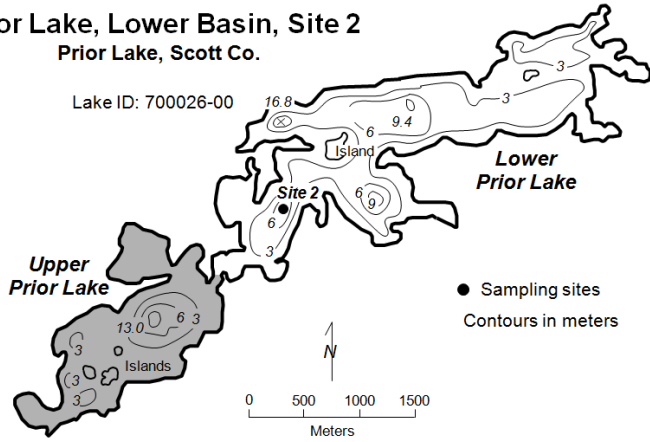 or Lake, Lower Basin, Site 2
Prior Lake, Scott Co.
Lake ID: 700026-00
16.8
3
3
9.4
6
Island
Lower
Prior Lake
Site 2
6
9
6
3
Upper
Prior Lake
13.0
6
3
3
3
3
Islands
Sampling sites
Contours in meters
N
0 500 1000 1500
Meters